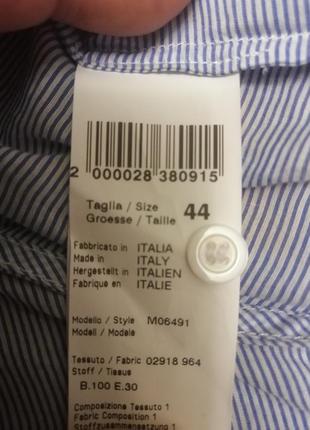 2 000028 380915
Taglia / Size
Groesse / Taille 44
Fabbricato in ITALIA
Made in ITALY
Hergestellt in ITALIEN
Fabrique en ITALIE
Modello / Style M06491
Modell / Modele
Tessuto / Fabric 02918 964
Stoff / Tissus
B.100 E.30
Composizione Tessuto 1
Fabric Composition 1
Stoffzusammensetzung 1